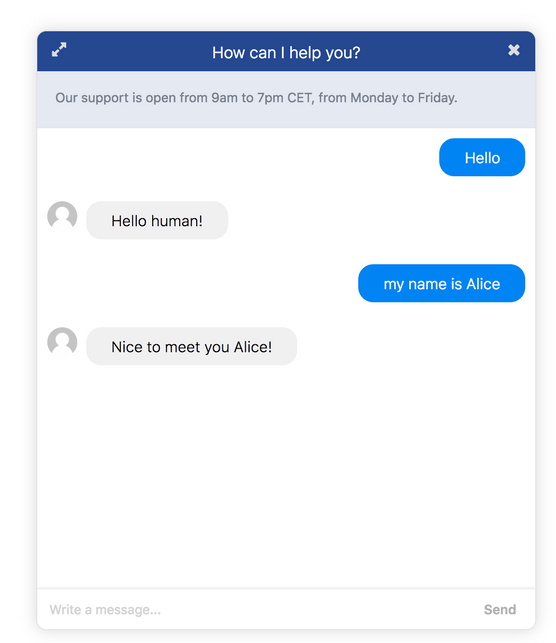 How can I help you?
Our support is open from 9am to 7pm CET, from Monday to Friday.
Hello
Hello human!
my name is Alice
Nice to meet you Alice!
Write a message... Send